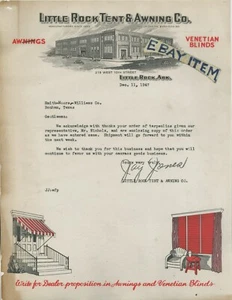 LITTLE ROCK TENT & AWNING CO.
AWNINGS
VENETIAN
BLINDS
EBAY ITEM
LITTLE ROCK, ARK.
Dec. 11, 1947
Texas
Gentlemen:
We acknowledge with thanks your order of tarpaulins given our
representative, Mr. Nichols, and are enclosing copy of this order
as we have entered same. Shipment will go forward to you within
We wish to thank you for this business and hope that you will
continue to favor us with your canvas goods business.
Yours very truly,
Jay Jones
LITTLE ROCK TENT & AWNING CO.
Write for Dealer proposition in Awnings and Venetian Blinds